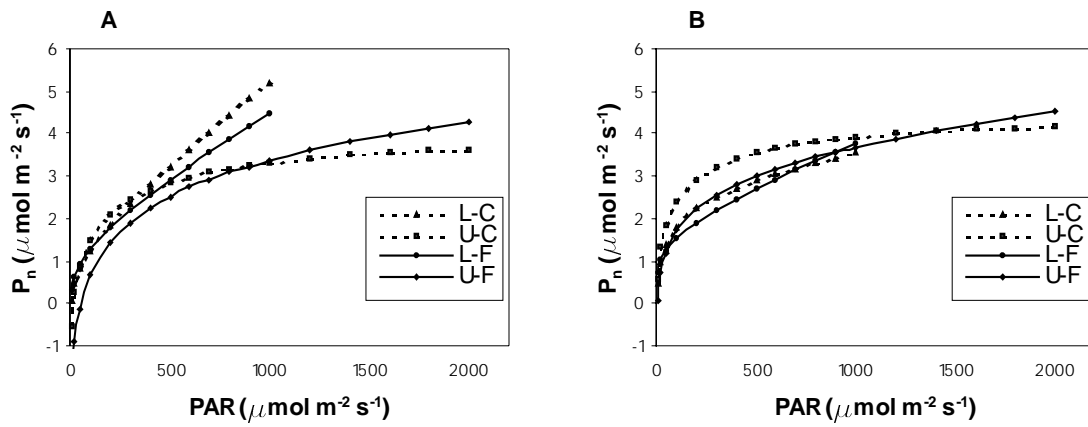 A
6
5
4
3
2
1
0
-1
Pₙ (μmol m⁻² s⁻¹)
0 500 1000 1500 2000
PAR (μmol m⁻² s⁻¹)
L-C
U-C
L-F
U-F
B
6
5
4
3
2
1
0
-1
Pₙ (μmol m⁻² s⁻¹)
0 500 1000 1500 2000
PAR (μmol m⁻² s⁻¹)
L-C
U-C
L-F
U-F